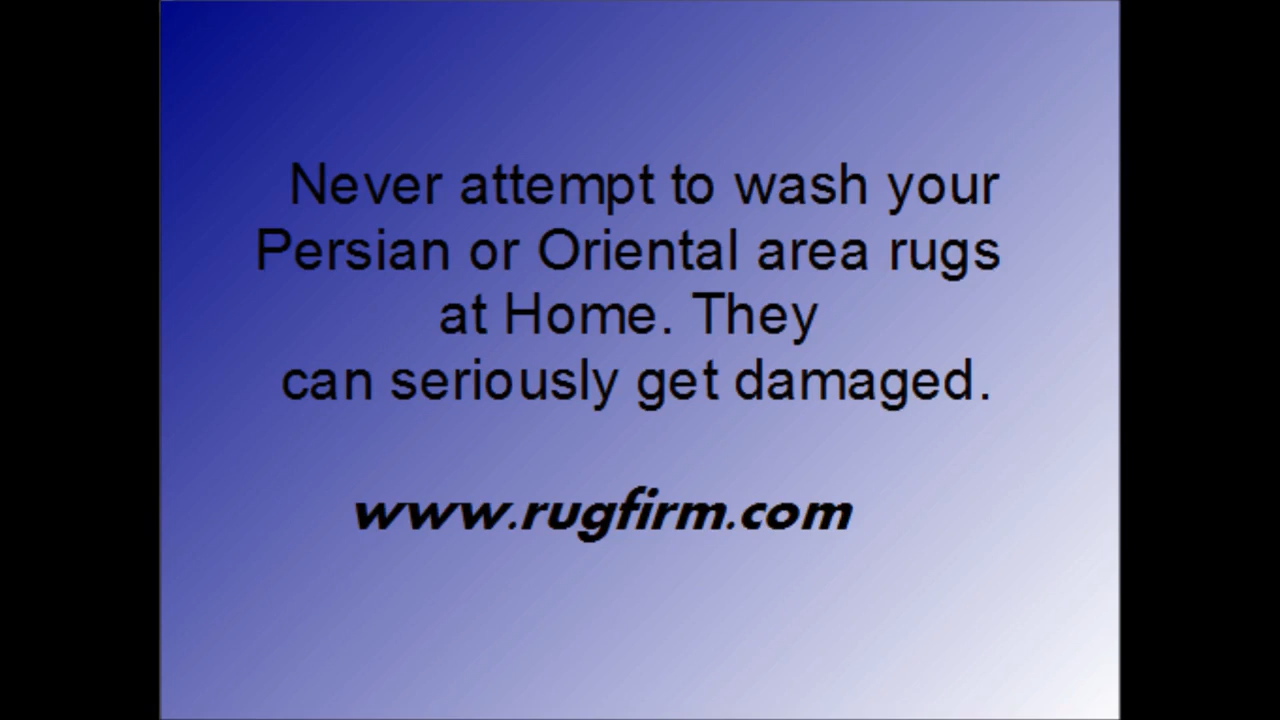 Never attempt to wash your
Persian or Oriental area rugs
at Home. They
can seriously get damaged.
www.rugfirm.com